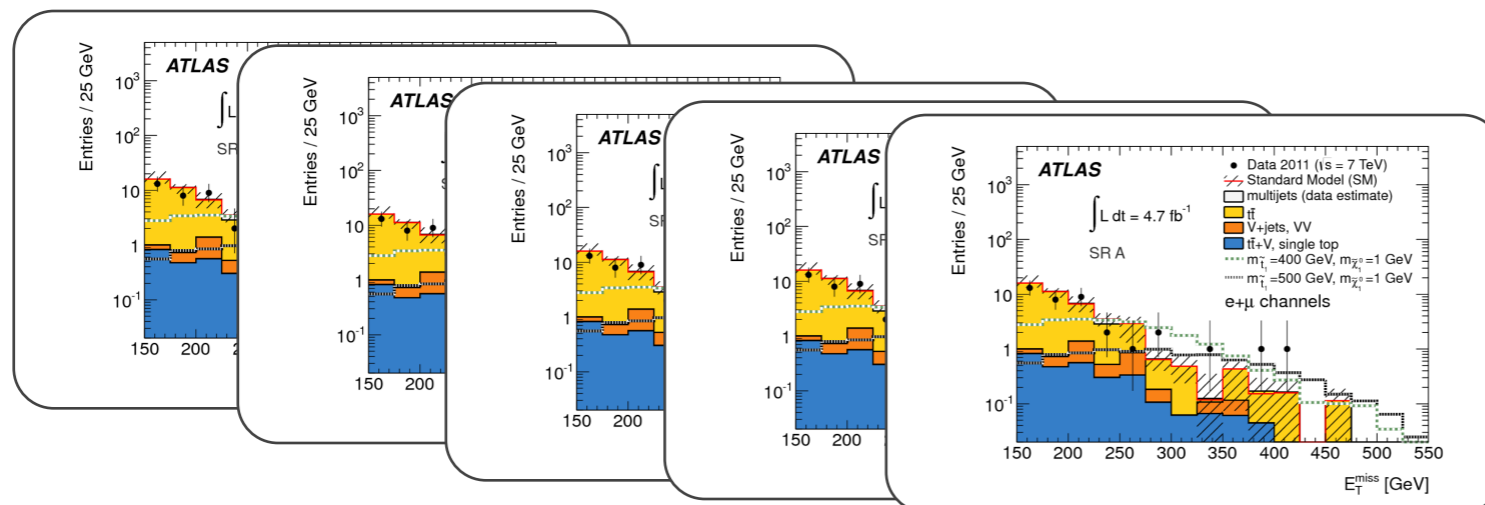 ATLAS
Entries / 25 GeV
10³
10²
10
1
10⁻¹
150 200
∫L
SR
ATLAS
Entries / 25 GeV
10³
10²
10
1
10⁻¹
150 200
ATLAS
Entries / 25 GeV
10³
10²
10
1
10⁻¹
150 200
∫L
SR
ATLAS
Entries / 25 GeV
10³
10²
10
1
10⁻¹
150 200
∫L
SR
ATLAS
Entries / 25 GeV
10³
10²
10
1
10⁻¹
∫L dt = 4.7 fb⁻¹
SR A
Data 2011 (√s = 7 TeV)
Standard Model (SM)
multijets (data estimate)
tt̄
V+jets, VV
tt̄+V, single top
m_t̃₁=400 GeV, m_χ̃₁⁰=1 GeV
m_t̃₁=500 GeV, m_χ̃₁⁰=1 GeV
e+μ channels
150 200 250 300 350 400 450 500 550
E_T^miss [GeV]